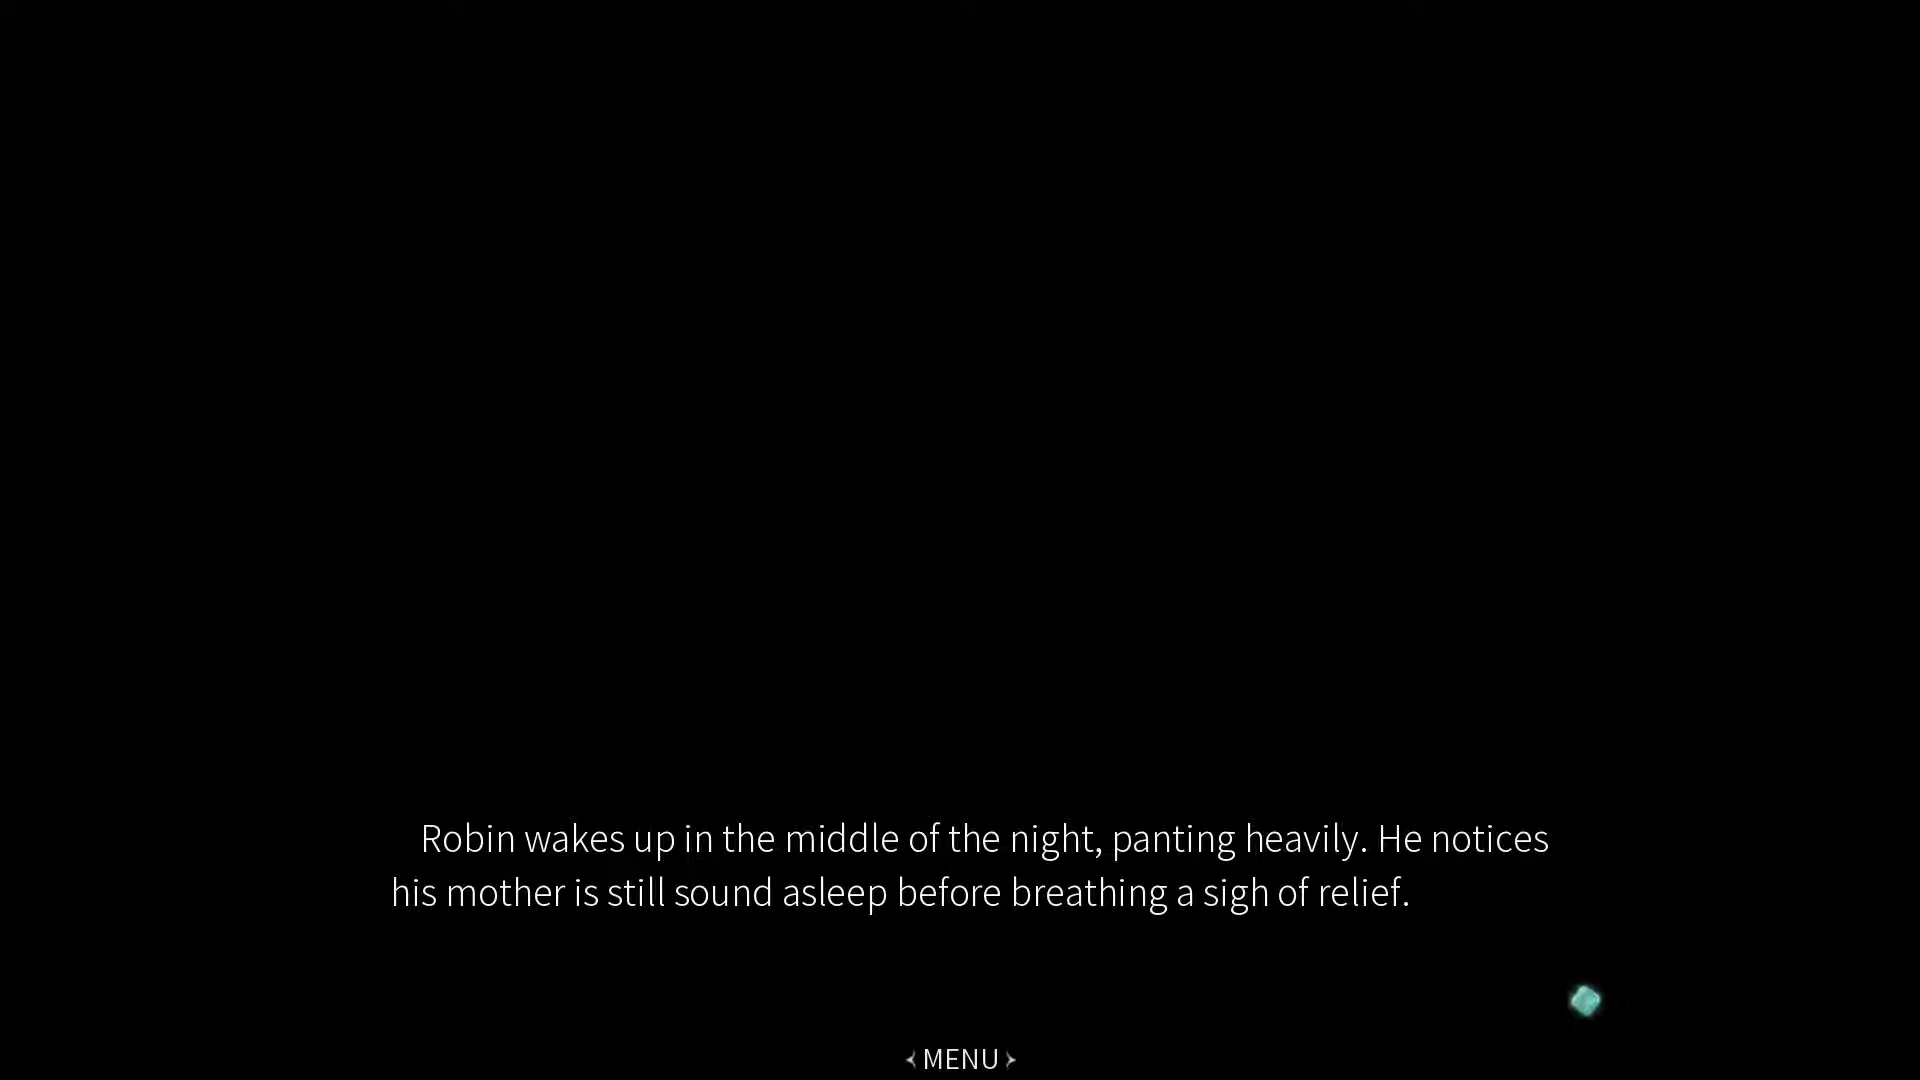 Robin wakes up in the middle of the night, panting heavily. He notices
his mother is still sound asleep before breathing a sigh of relief.
MENU